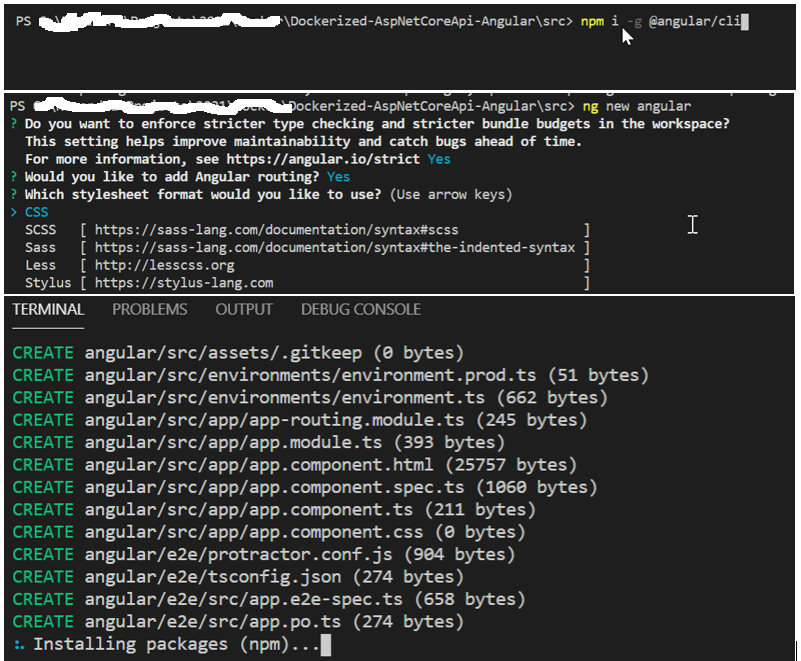 PS \Dockerized-AspNetCoreApi-Angular\src> npm i -g @angular/cli
PS \Dockerized-AspNetCoreApi-Angular\src> ng new angular
? Do you want to enforce stricter type checking and stricter bundle budgets in the workspace?
This setting helps improve maintainability and catch bugs ahead of time.
For more information, see https://angular.io/strict Yes
? Would you like to add Angular routing? Yes
? Which stylesheet format would you like to use? (Use arrow keys)
> CSS
SCSS [ https://sass-lang.com/documentation/syntax#scss ]
Sass [ https://sass-lang.com/documentation/syntax#the-indented-syntax ]
Less [ http://lesscss.org ]
Stylus [ https://stylus-lang.com ]
TERMINAL PROBLEMS OUTPUT DEBUG CONSOLE
CREATE angular/src/assets/.gitkeep (0 bytes)
CREATE angular/src/environments/environment.prod.ts (51 bytes)
CREATE angular/src/environments/environment.ts (662 bytes)
CREATE angular/src/app/app-routing.module.ts (245 bytes)
CREATE angular/src/app/app.module.ts (393 bytes)
CREATE angular/src/app/app.component.html (25757 bytes)
CREATE angular/src/app/app.component.spec.ts (1060 bytes)
CREATE angular/src/app/app.component.ts (211 bytes)
CREATE angular/src/app/app.component.css (0 bytes)
CREATE angular/e2e/protractor.conf.js (904 bytes)
CREATE angular/e2e/tsconfig.json (274 bytes)
CREATE angular/e2e/src/app.e2e-spec.ts (658 bytes)
CREATE angular/e2e/src/app.po.ts (274 bytes)
Installing packages (npm)...